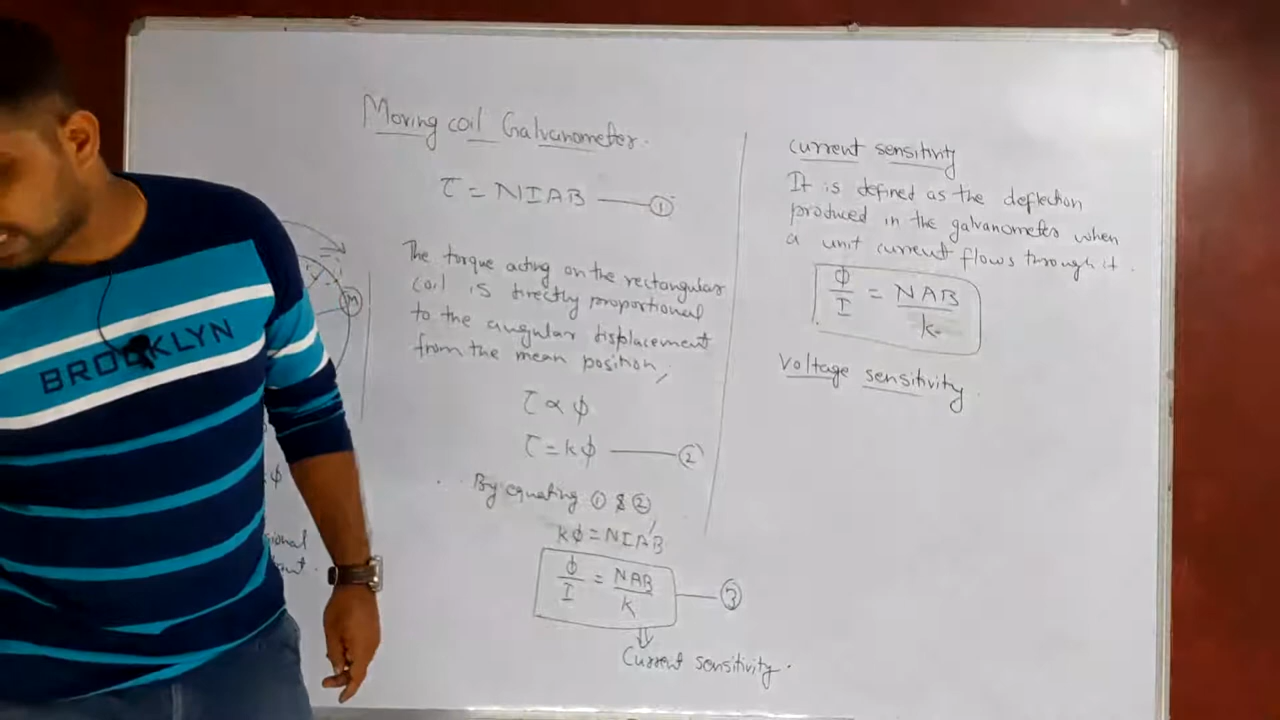 Moving coil Galvanometer.
τ = NIAB —— ①
The torque acting on the rectangular
coil is directly proportional
to the angular displacement
from the mean position,
τ ∝ ϕ
τ = kϕ —— ②
By equating ① & ②
kϕ = NIAB
ϕ/I = NAB/k —— ③
⇓
Current sensitivity.
current sensitivity
It is defined as the deflection
produced in the galvanometer when
a unit current flows through it.
ϕ/I = NAB/k
Voltage sensitivity
M
ϕ
BROOKLYN